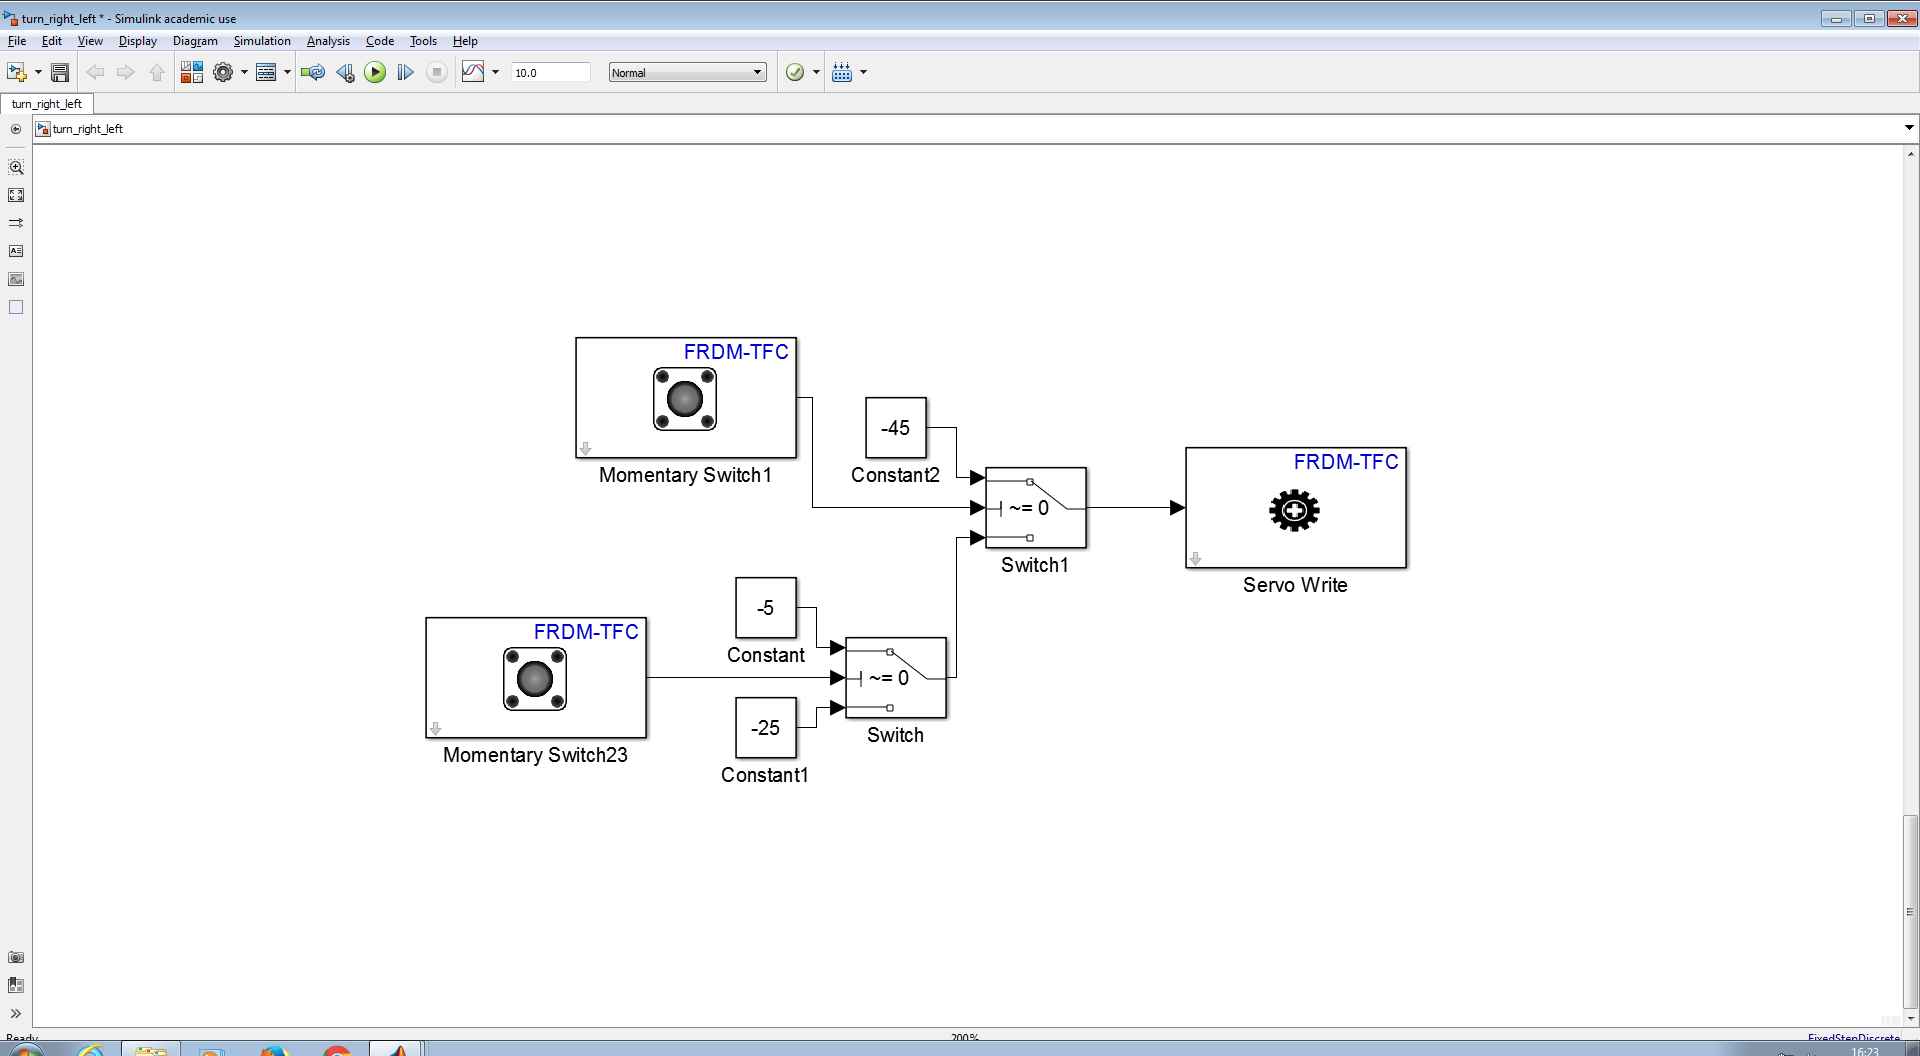 turn_right_left * - Simulink academic use
File Edit View Display Diagram Simulation Analysis Code Tools Help
10.0 Normal
turn_right_left
turn_right_left
FRDM-TFC
Momentary Switch1
-45
Constant2
~= 0
Switch1
FRDM-TFC
Servo Write
-5
Constant
FRDM-TFC
Momentary Switch23
~= 0
Switch
-25
Constant1
Ready 200% FixedStepDiscrete
16:23